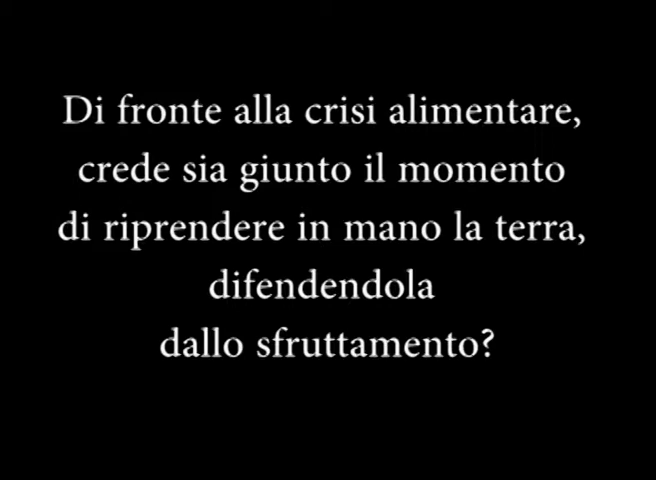 Di fronte alla crisi alimentare,
crede sia giunto il momento
di riprendere in mano la terra,
difendendola
dallo sfruttamento?